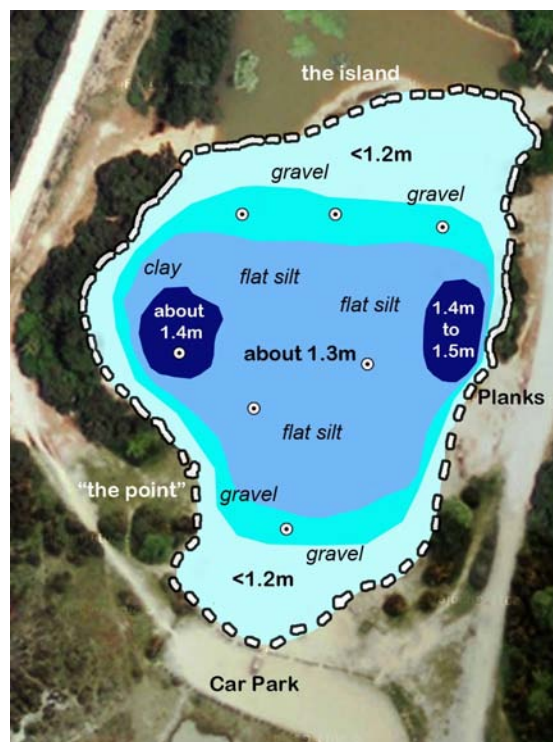 the island
<1.2m
gravel
gravel
clay
flat silt
about
1.4m
flat silt
1.4m
to
1.5m
about 1.3m
Planks
flat silt
"the point"
gravel
gravel
<1.2m
Car Park